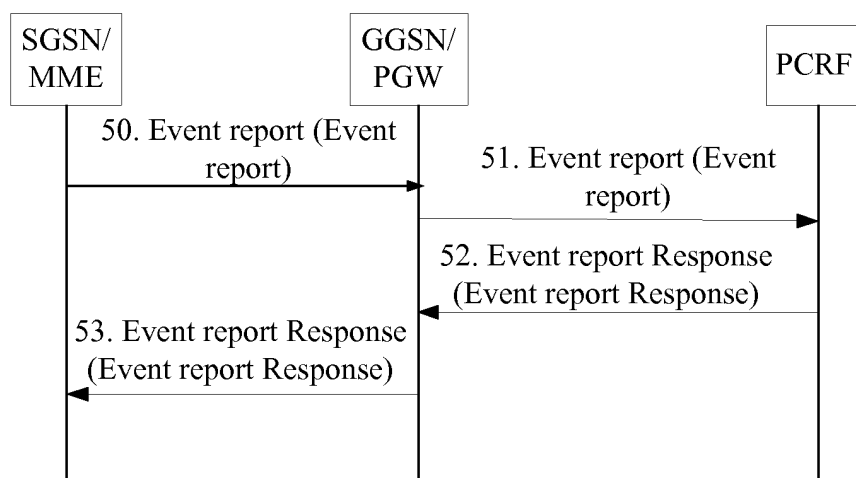 SGSN/
MME
GGSN/
PGW
PCRF
50. Event report (Event
report)
51. Event report (Event
report)
52. Event report Response
(Event report Response)
53. Event report Response
(Event report Response)